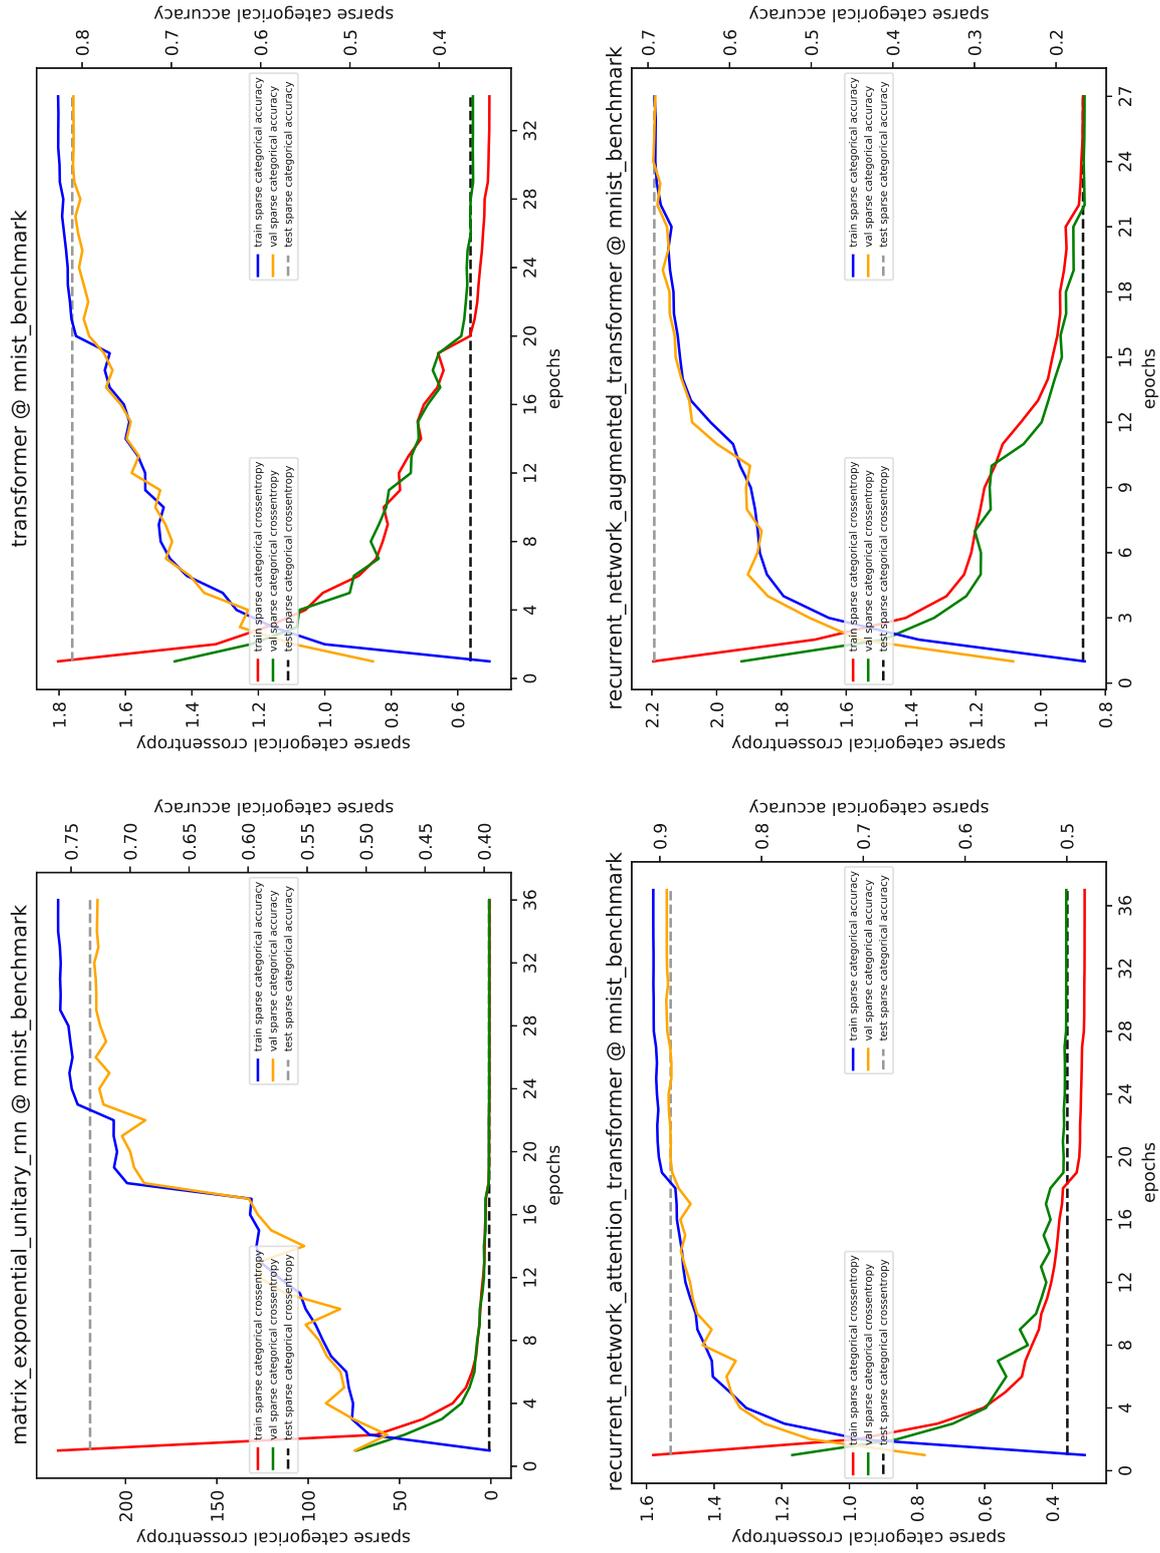 matrix_exponential_unitary_rnn @ mnist_benchmark
sparse categorical crossentropy
200
150
100
50
0
0
4
8
12
16
20
24
28
32
36
epochs
sparse categorical accuracy
0.75
0.70
0.65
0.60
0.55
0.50
0.45
0.40
train sparse categorical crossentropy
val sparse categorical crossentropy
test sparse categorical crossentropy
train sparse categorical accuracy
val sparse categorical accuracy
test sparse categorical accuracy
transformer @ mnist_benchmark
sparse categorical crossentropy
1.8
1.6
1.4
1.2
1.0
0.8
0.6
0
4
8
12
16
20
24
28
32
epochs
sparse categorical accuracy
0.8
0.7
0.6
0.5
0.4
train sparse categorical crossentropy
val sparse categorical crossentropy
test sparse categorical crossentropy
train sparse categorical accuracy
val sparse categorical accuracy
test sparse categorical accuracy
recurrent_network_attention_transformer @ mnist_benchmark
sparse categorical crossentropy
1.6
1.4
1.2
1.0
0.8
0.6
0.4
0
4
8
12
16
20
24
28
32
36
epochs
sparse categorical accuracy
0.9
0.8
0.7
0.6
0.5
train sparse categorical crossentropy
val sparse categorical crossentropy
test sparse categorical crossentropy
train sparse categorical accuracy
val sparse categorical accuracy
test sparse categorical accuracy
recurrent_network_augmented_transformer @ mnist_benchmark
sparse categorical crossentropy
2.2
2.0
1.8
1.6
1.4
1.2
1.0
0.8
0
3
6
9
12
15
18
21
24
27
epochs
sparse categorical accuracy
0.7
0.6
0.5
0.4
0.3
0.2
train sparse categorical crossentropy
val sparse categorical crossentropy
test sparse categorical crossentropy
train sparse categorical accuracy
val sparse categorical accuracy
test sparse categorical accuracy